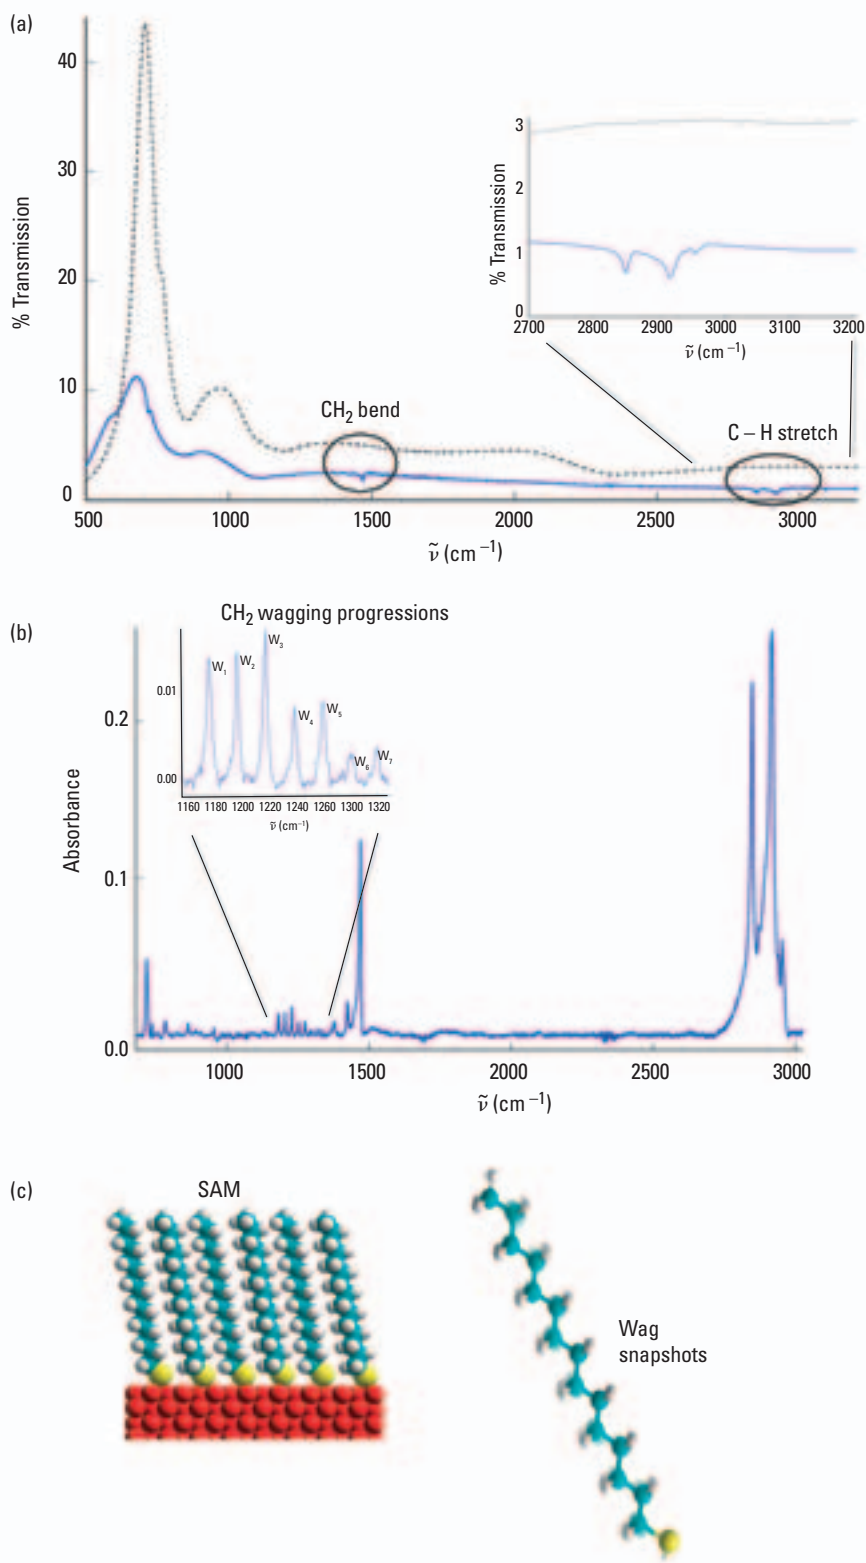 (a)
40
30
20
10
0
% Transmission
500
1000
1500
2000
2500
3000
ν̃ (cm⁻¹)
CH₂ bend
C – H stretch
3
2
1
0
% Transmission
2700
2800
2900
3000
3100
3200
ν̃ (cm⁻¹)
(b)
CH₂ wagging progressions
W₁
W₂
W₃
W₄
W₅
W₆
W₇
0.01
0.00
1160
1180
1200
1220
1240
1260
1300
1320
ν̃ (cm⁻¹)
0.2
0.1
0.0
Absorbance
1000
1500
2000
2500
3000
ν̃ (cm⁻¹)
(c)
SAM
Wag
snapshots